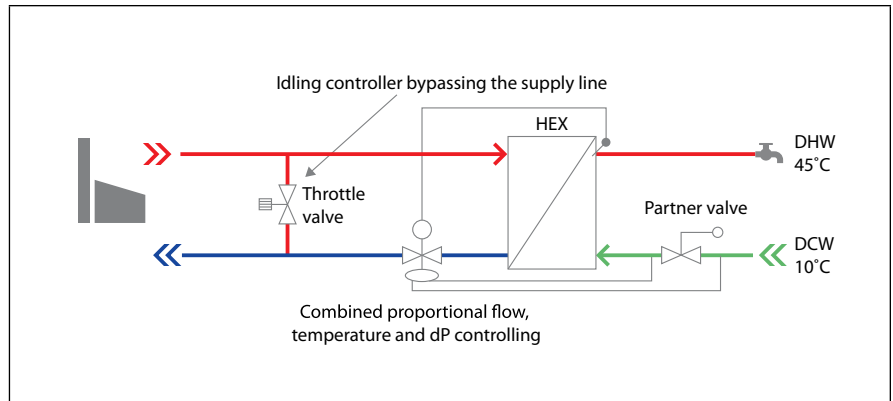 Idling controller bypassing the supply line
HEX
DHW
45˚C
Throttle
valve
Partner valve
DCW
10˚C
Combined proportional flow,
temperature and dP controlling